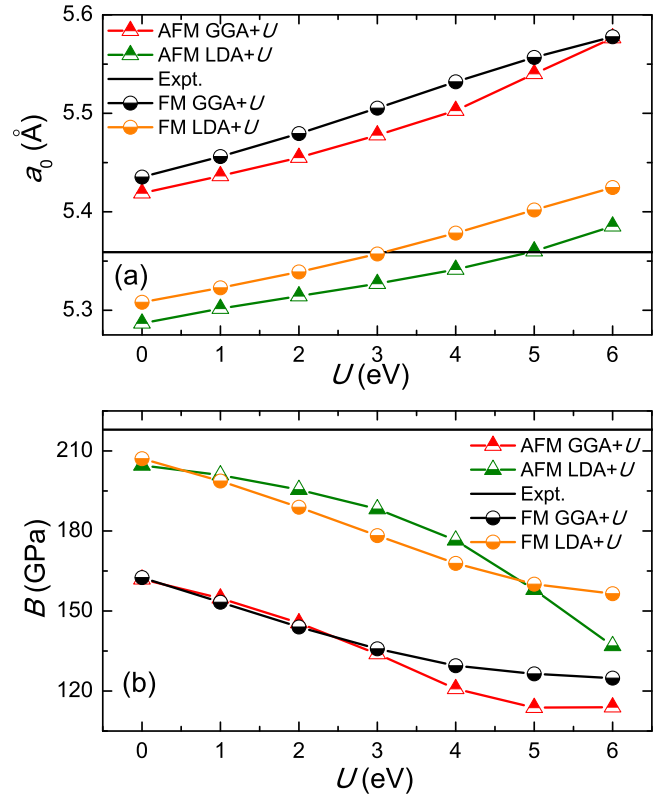 AFM GGA+U
AFM LDA+U
Expt.
FM GGA+U
FM LDA+U
5.6
5.5
5.4
5.3
a0 (Å)
(a)
0 1 2 3 4 5 6
U (eV)
AFM GGA+U
AFM LDA+U
Expt.
FM GGA+U
FM LDA+U
210
180
150
120
B (GPa)
(b)
0 1 2 3 4 5 6
U (eV)